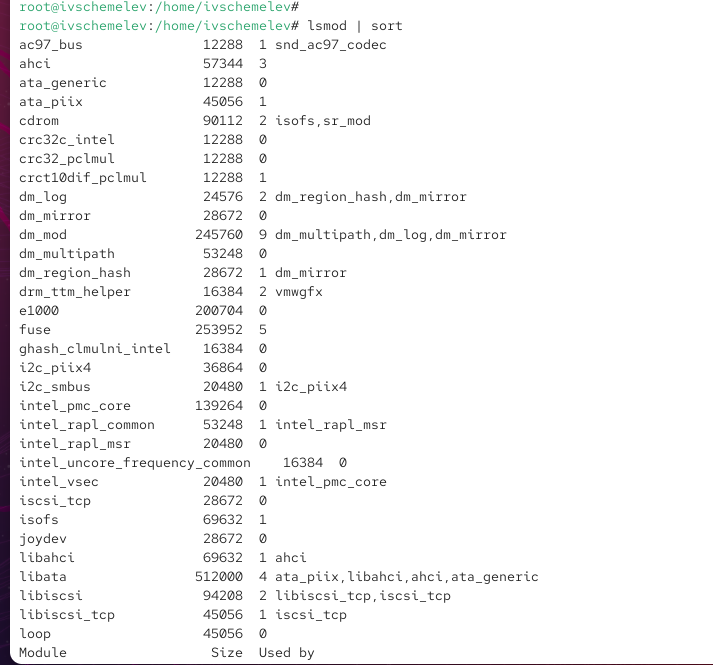 root@ivschemelev:/home/ivschemelev#
root@ivschemelev:/home/ivschemelev# lsmod | sort
ac97_bus               12288  1 snd_ac97_codec
ahci                   57344  3
ata_generic            12288  0
ata_piix               45056  1
cdrom                  90112  2 isofs,sr_mod
crc32c_intel           12288  0
crc32_pclmul           12288  0
crct10dif_pclmul       12288  1
dm_log                 24576  2 dm_region_hash,dm_mirror
dm_mirror              28672  0
dm_mod                245760  9 dm_multipath,dm_log,dm_mirror
dm_multipath           53248  0
dm_region_hash         28672  1 dm_mirror
drm_ttm_helper         16384  2 vmwgfx
e1000                 200704  0
fuse                  253952  5
ghash_clmulni_intel    16384  0
i2c_piix4              36864  0
i2c_smbus              20480  1 i2c_piix4
intel_pmc_core        139264  0
intel_rapl_common      53248  1 intel_rapl_msr
intel_rapl_msr         20480  0
intel_uncore_frequency_common    16384  0
intel_vsec             20480  1 intel_pmc_core
iscsi_tcp              28672  0
isofs                  69632  1
joydev                 28672  0
libahci                69632  1 ahci
libata                512000  4 ata_piix,libahci,ahci,ata_generic
libiscsi               94208  2 libiscsi_tcp,iscsi_tcp
libiscsi_tcp           45056  1 iscsi_tcp
loop                   45056  0
Module                  Size  Used by